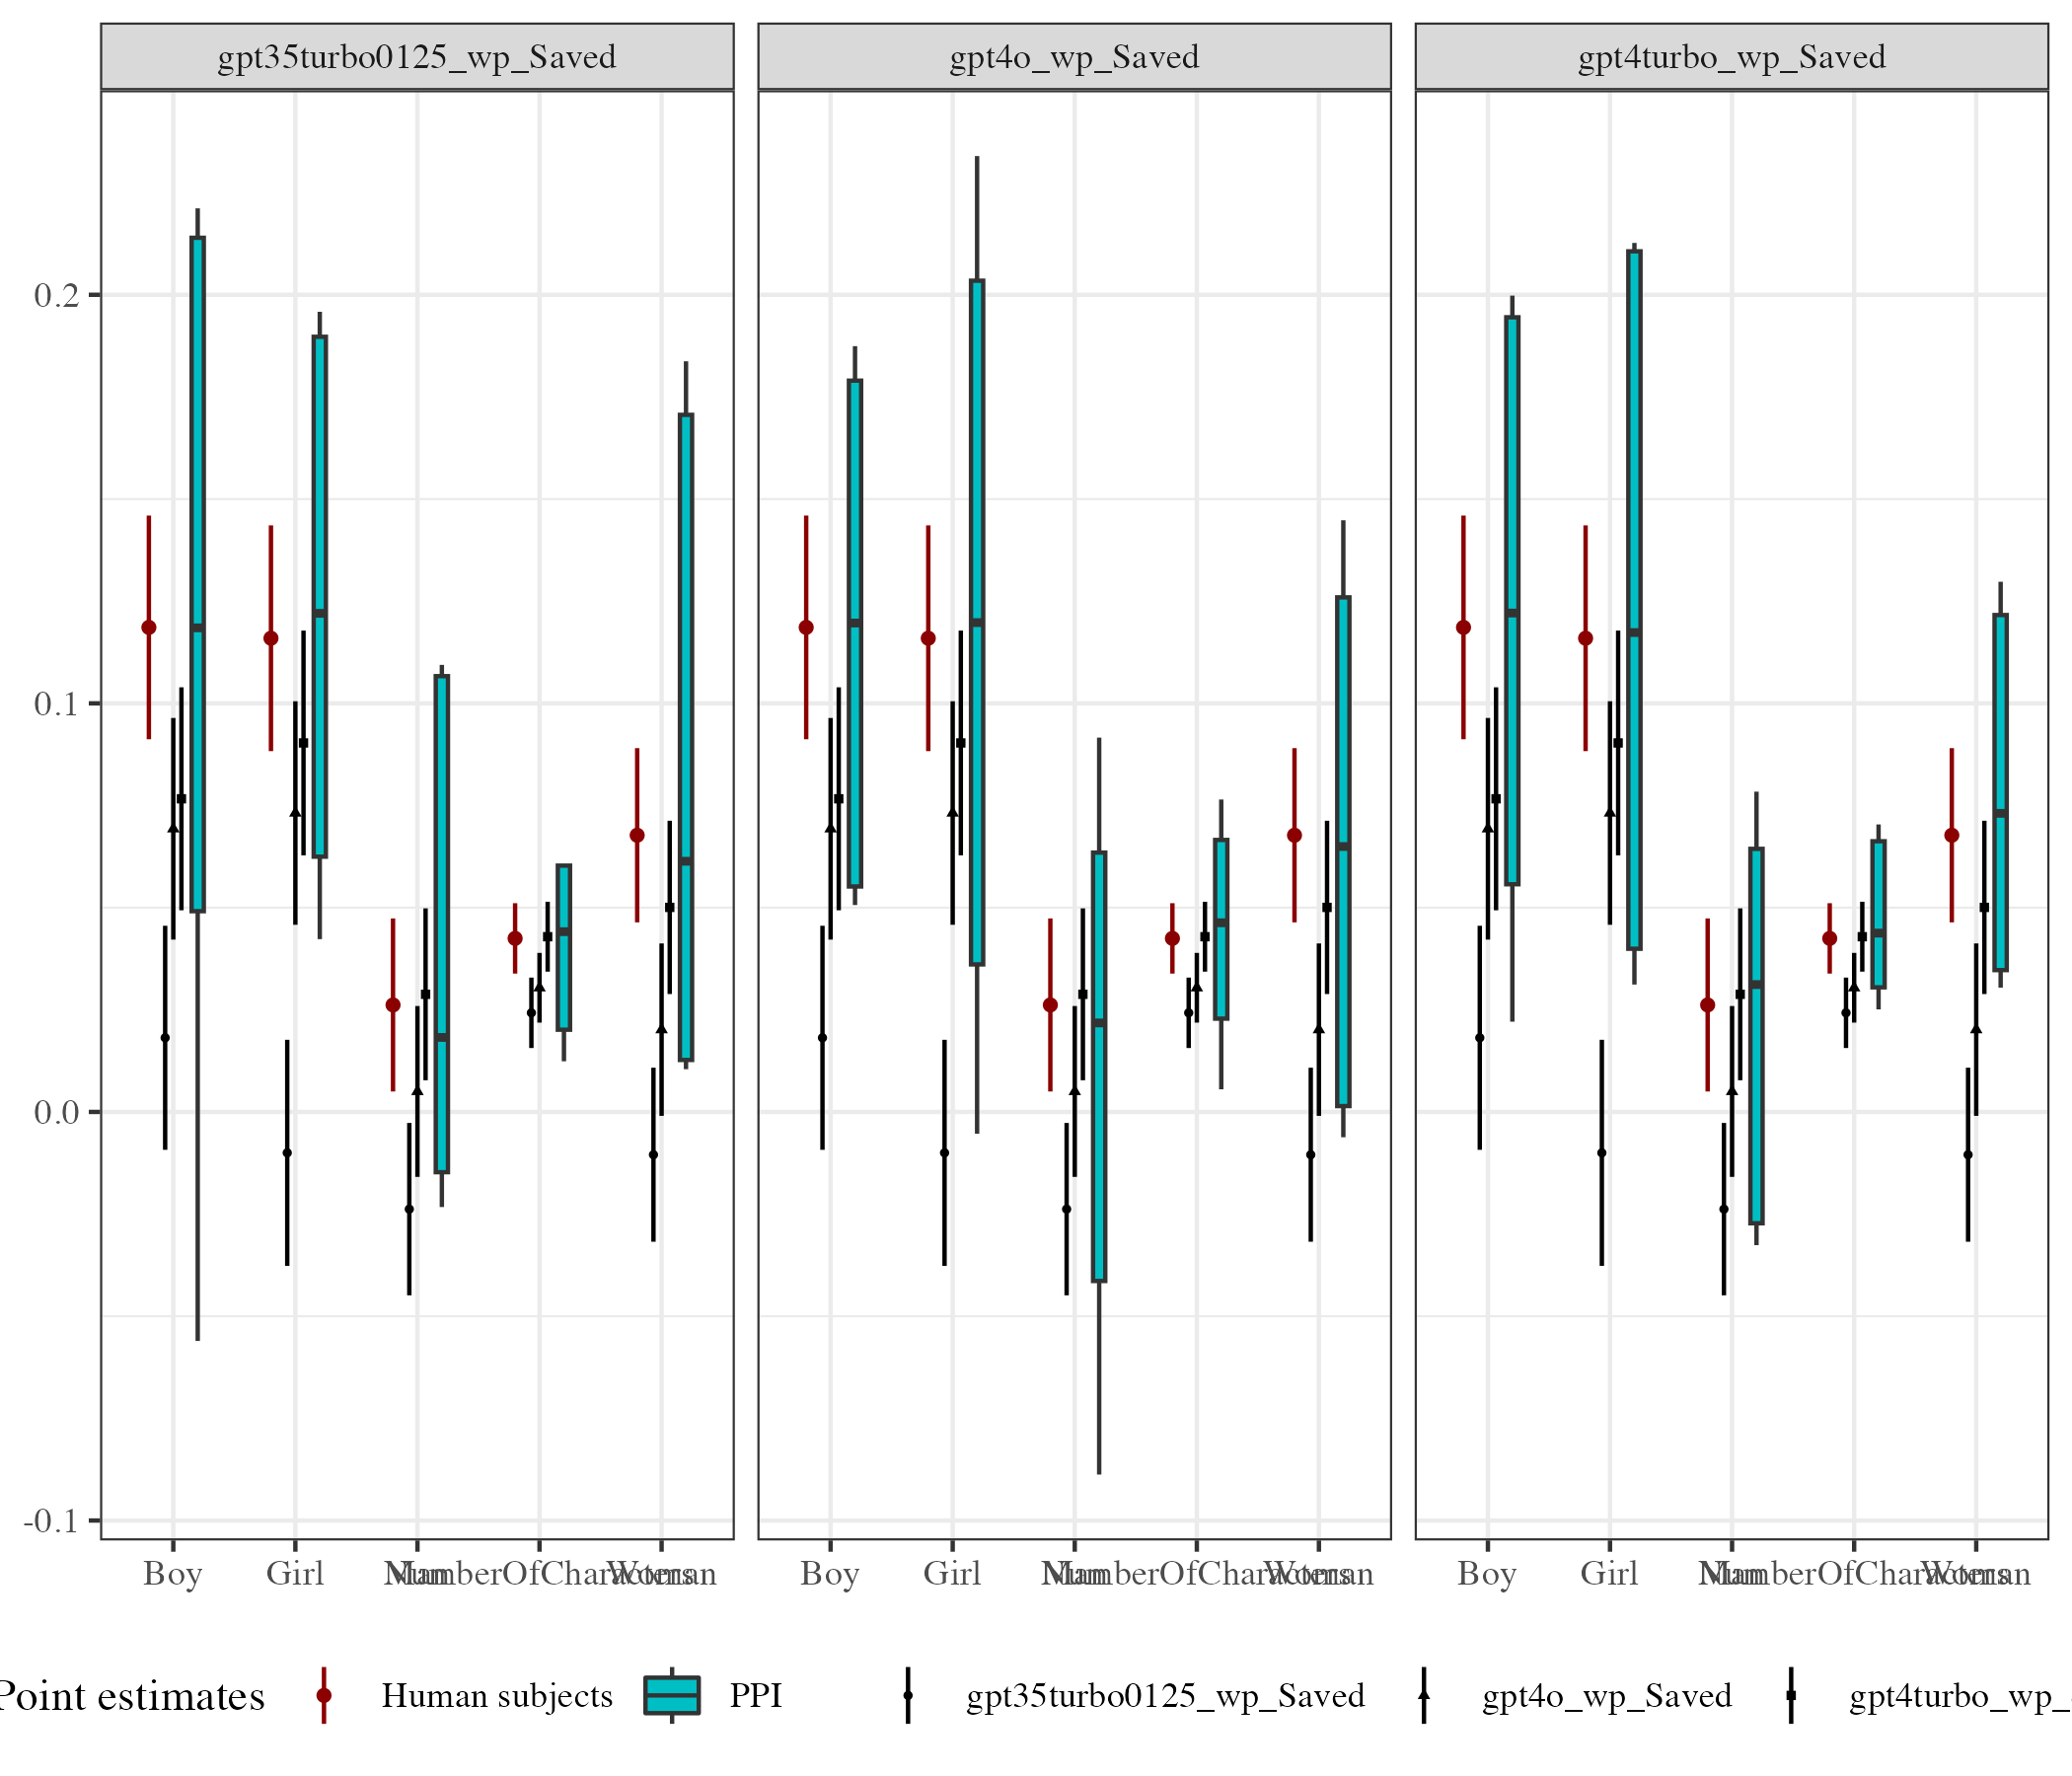 gpt35turbo0125_wp_Saved gpt4o_wp_Saved gpt4turbo_wp_Saved
0.2
0.1
0.0
-0.1
Boy Girl Man NumberOfCharacters Woman Boy Girl Man NumberOfCharacters Woman Boy Girl Man NumberOfCharacters Woman
Point estimates Human subjects PPI gpt35turbo0125_wp_Saved gpt4o_wp_Saved gpt4turbo_wp_